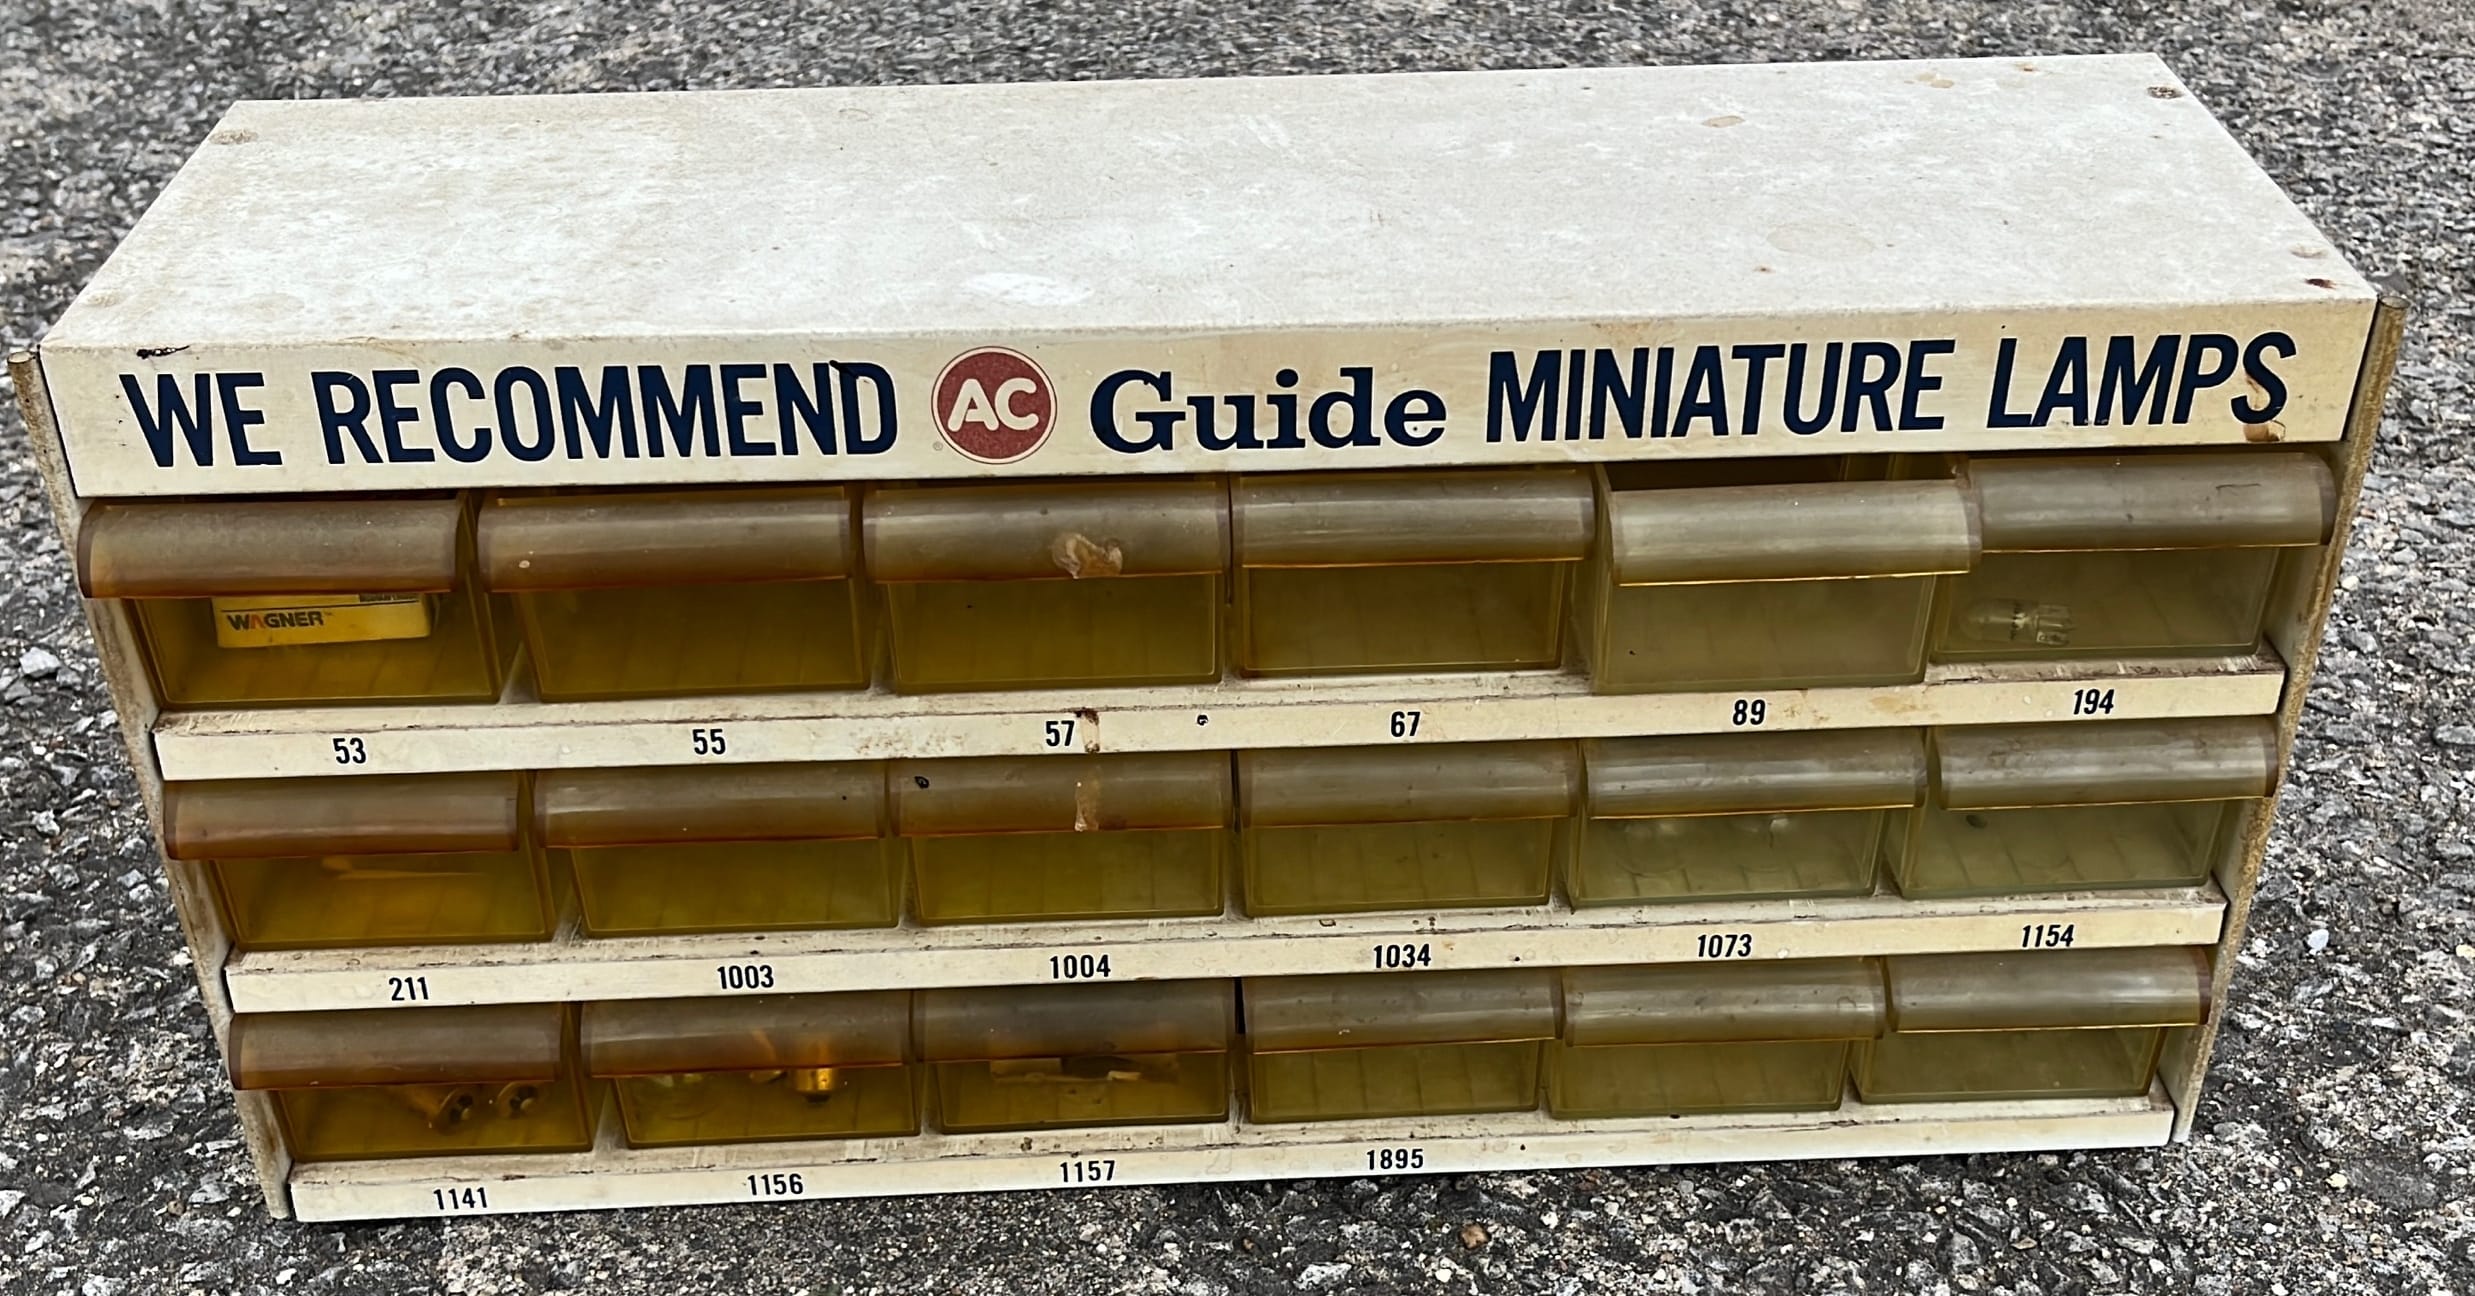 WE RECOMMEND AC Guide MINIATURE LAMPS
®
WAGNER
53 55 57 67 89 194
211 1003 1004 1034 1073 1154
1141 1156 1157 1895